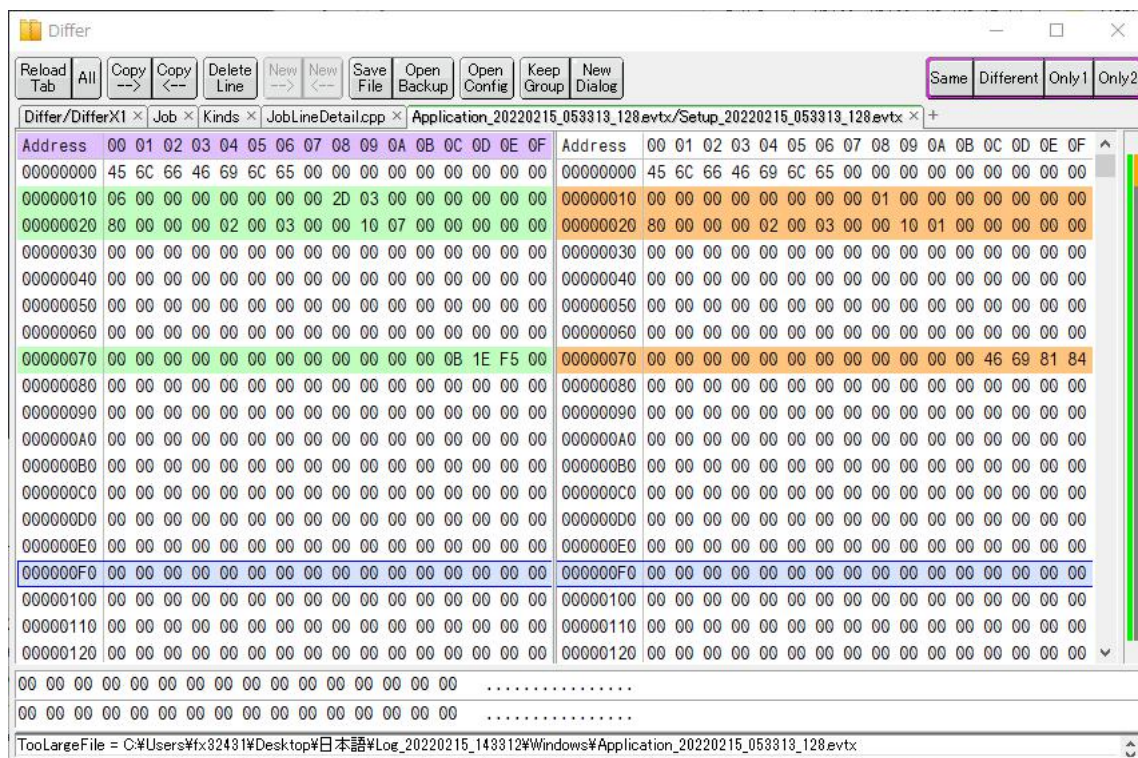 Differ
Reload Tab All Copy --> Copy <-- Delete Line New --> New <-- Save File Open Backup Open Config Keep Group New Dialog Same Different Only1 Only2
Differ/DifferX1 × Job × Kinds × JobLineDetail.cpp × Application_20220215_053313_128.evtx/Setup_20220215_053313_128.evtx × +
Address 00 01 02 03 04 05 06 07 08 09 0A 0B 0C 0D 0E 0F Address 00 01 02 03 04 05 06 07 08 09 0A 0B 0C 0D 0E 0F
00000000 45 6C 66 46 69 6C 65 00 00 00 00 00 00 00 00 00 00000000 45 6C 66 46 69 6C 65 00 00 00 00 00 00 00 00 00
00000010 06 00 00 00 00 00 00 00 2D 03 00 00 00 00 00 00 00000010 00 00 00 00 00 00 00 00 01 00 00 00 00 00 00 00
00000020 80 00 00 00 02 00 03 00 00 10 07 00 00 00 00 00 00000020 80 00 00 00 02 00 03 00 00 10 01 00 00 00 00 00
00000030 00 00 00 00 00 00 00 00 00 00 00 00 00 00 00 00 00000030 00 00 00 00 00 00 00 00 00 00 00 00 00 00 00 00
00000040 00 00 00 00 00 00 00 00 00 00 00 00 00 00 00 00 00000040 00 00 00 00 00 00 00 00 00 00 00 00 00 00 00 00
00000050 00 00 00 00 00 00 00 00 00 00 00 00 00 00 00 00 00000050 00 00 00 00 00 00 00 00 00 00 00 00 00 00 00 00
00000060 00 00 00 00 00 00 00 00 00 00 00 00 00 00 00 00 00000060 00 00 00 00 00 00 00 00 00 00 00 00 00 00 00 00
00000070 00 00 00 00 00 00 00 00 00 00 00 00 0B 1E F5 00 00000070 00 00 00 00 00 00 00 00 00 00 00 00 46 69 81 84
00000080 00 00 00 00 00 00 00 00 00 00 00 00 00 00 00 00 00000080 00 00 00 00 00 00 00 00 00 00 00 00 00 00 00 00
00000090 00 00 00 00 00 00 00 00 00 00 00 00 00 00 00 00 00000090 00 00 00 00 00 00 00 00 00 00 00 00 00 00 00 00
000000A0 00 00 00 00 00 00 00 00 00 00 00 00 00 00 00 00 000000A0 00 00 00 00 00 00 00 00 00 00 00 00 00 00 00 00
000000B0 00 00 00 00 00 00 00 00 00 00 00 00 00 00 00 00 000000B0 00 00 00 00 00 00 00 00 00 00 00 00 00 00 00 00
000000C0 00 00 00 00 00 00 00 00 00 00 00 00 00 00 00 00 000000C0 00 00 00 00 00 00 00 00 00 00 00 00 00 00 00 00
000000D0 00 00 00 00 00 00 00 00 00 00 00 00 00 00 00 00 000000D0 00 00 00 00 00 00 00 00 00 00 00 00 00 00 00 00
000000E0 00 00 00 00 00 00 00 00 00 00 00 00 00 00 00 00 000000E0 00 00 00 00 00 00 00 00 00 00 00 00 00 00 00 00
000000F0 00 00 00 00 00 00 00 00 00 00 00 00 00 00 00 00 000000F0 00 00 00 00 00 00 00 00 00 00 00 00 00 00 00 00
00000100 00 00 00 00 00 00 00 00 00 00 00 00 00 00 00 00 00000100 00 00 00 00 00 00 00 00 00 00 00 00 00 00 00 00
00000110 00 00 00 00 00 00 00 00 00 00 00 00 00 00 00 00 00000110 00 00 00 00 00 00 00 00 00 00 00 00 00 00 00 00
00000120 00 00 00 00 00 00 00 00 00 00 00 00 00 00 00 00 00000120 00 00 00 00 00 00 00 00 00 00 00 00 00 00 00 00
00 00 00 00 00 00 00 00 00 00 00 00 00 00 00 00 ................
00 00 00 00 00 00 00 00 00 00 00 00 00 00 00 00 ................
TooLargeFile = C:¥Users¥fx32431¥Desktop¥日本語¥Log_20220215_143312¥Windows¥Application_20220215_053313_128.evtx